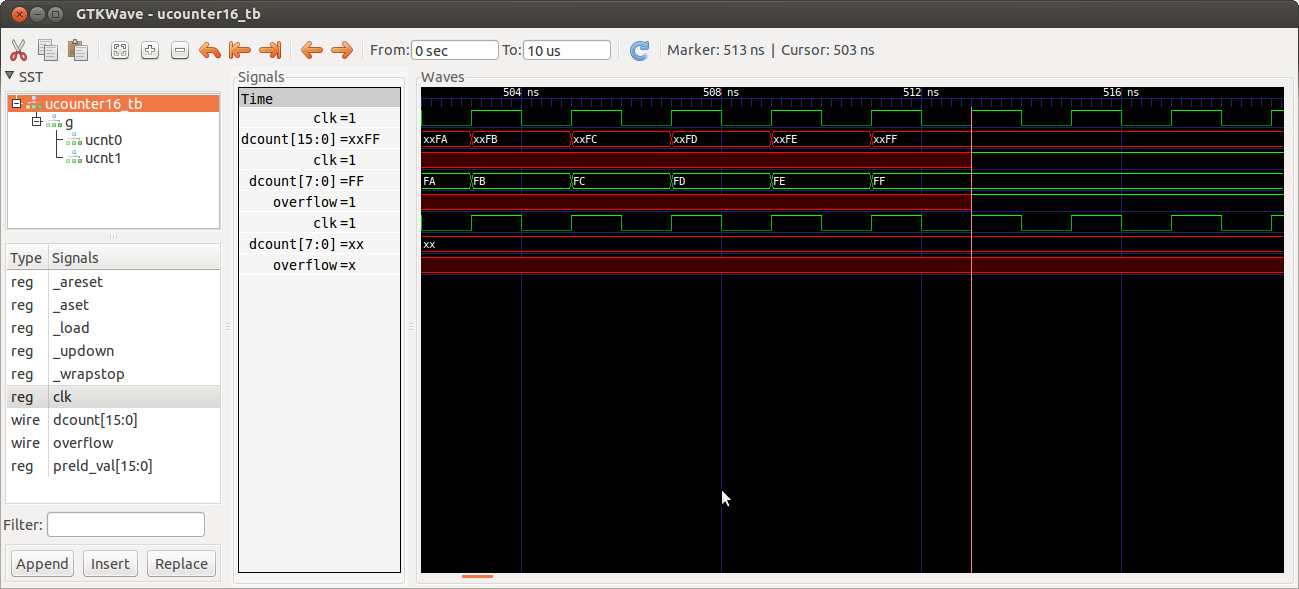 GTKWave - ucounter16_tb
From: 0 sec To: 10 us Marker: 513 ns | Cursor: 503 ns
SST
ucounter16_tb
g
ucnt0
ucnt1
Type Signals
reg _areset
reg _aset
reg _load
reg _updown
reg _wrapstop
reg clk
wire dcount[15:0]
wire overflow
reg preld_val[15:0]
Filter:
Append Insert Replace
Signals
Time
clk=1
dcount[15:0]=xxFF
clk=1
dcount[7:0]=FF
overflow=1
clk=1
dcount[7:0]=xx
overflow=x
Waves
504 ns 508 ns 512 ns 516 ns
xxFA xxFB xxFC xxFD xxFE xxFF
FA FB FC FD FE FF
xx